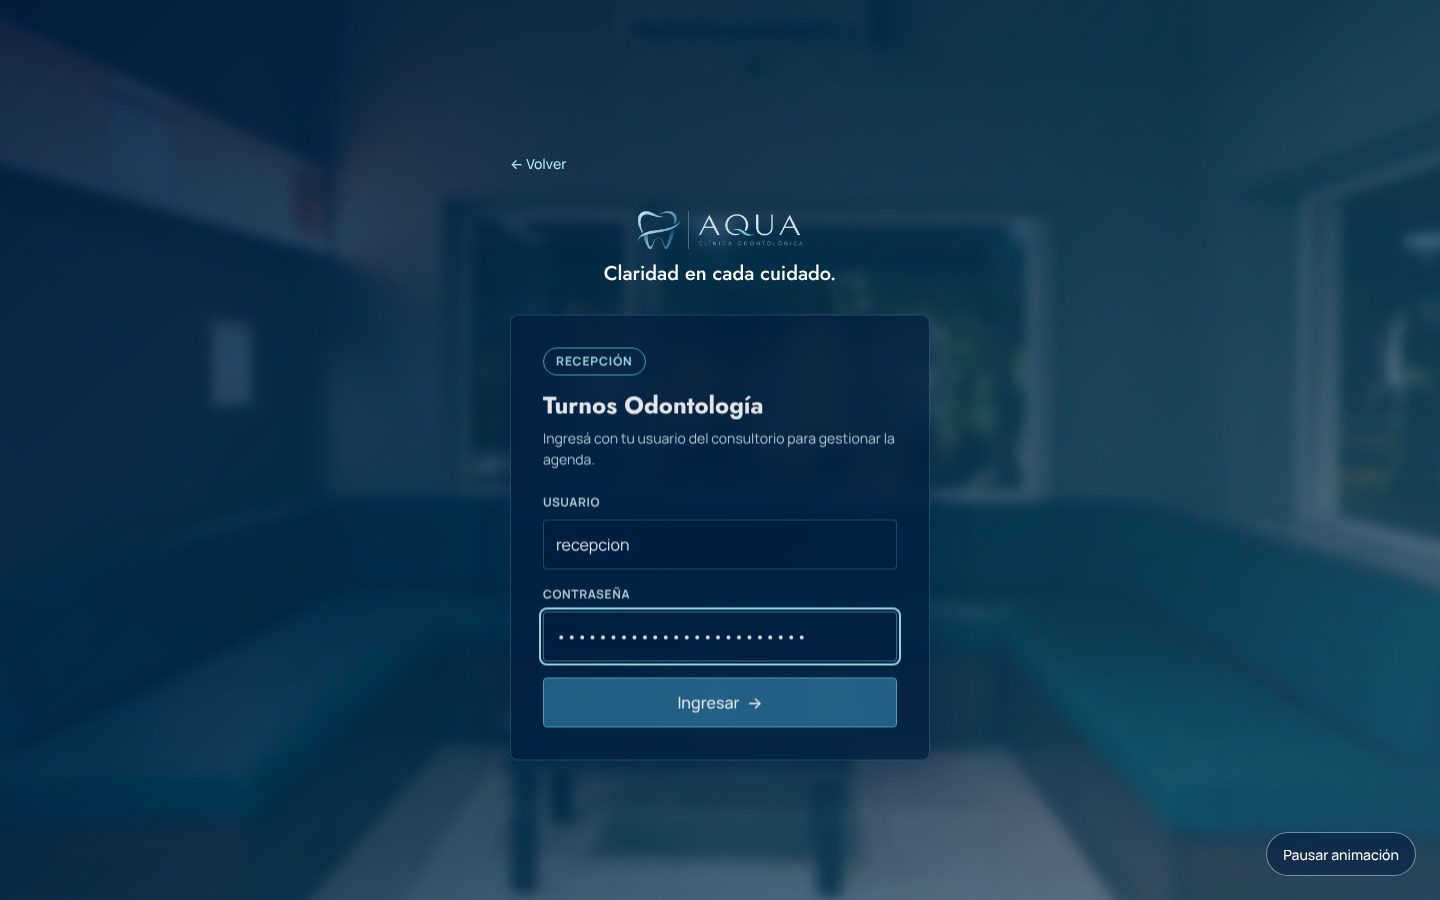 ← Volver
AQUA
CLÍNICA ODONTOLÓGICA
Claridad en cada cuidado.
RECEPCIÓN
Turnos Odontología
Ingresá con tu usuario del consultorio para gestionar la
agenda.
USUARIO
recepcion
CONTRASEÑA
Ingresar →
Pausar animación